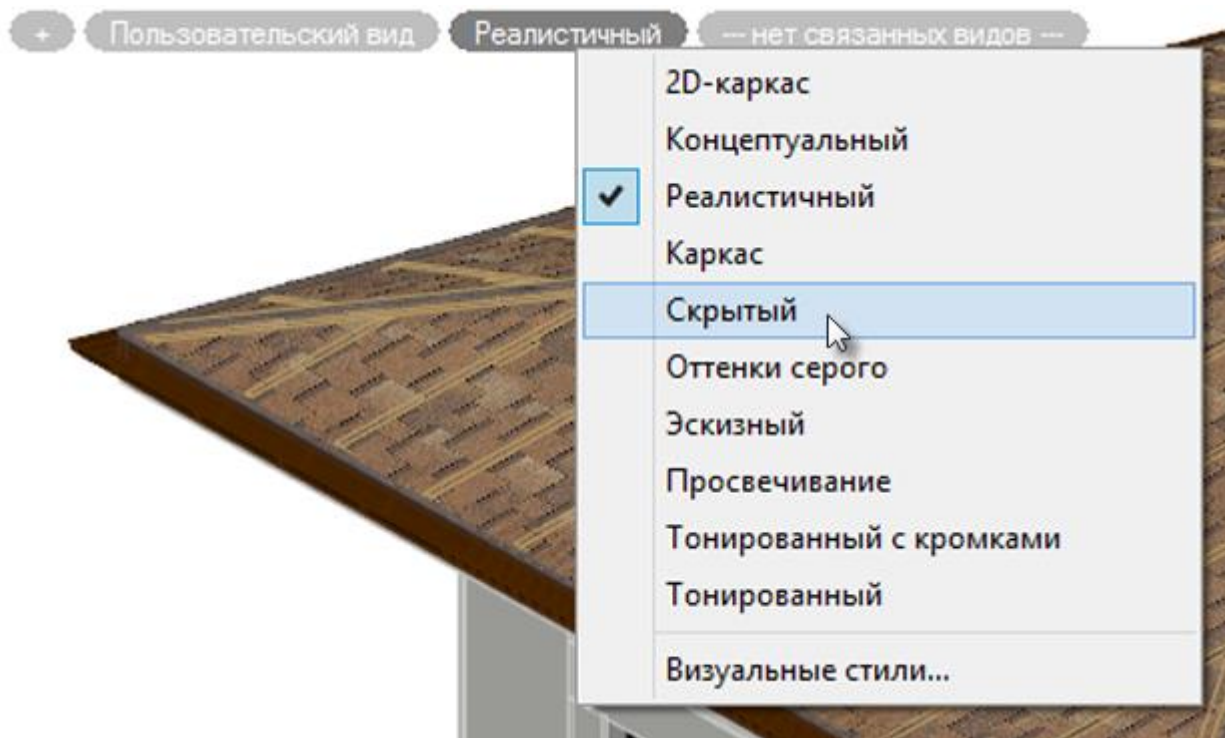 + Пользовательский вид Реалистичный --- нет связанных видов ---
2D-каркас
Концептуальный
Реалистичный
Каркас
Скрытый
Оттенки серого
Эскизный
Просвечивание
Тонированный с кромками
Тонированный
Визуальные стили...